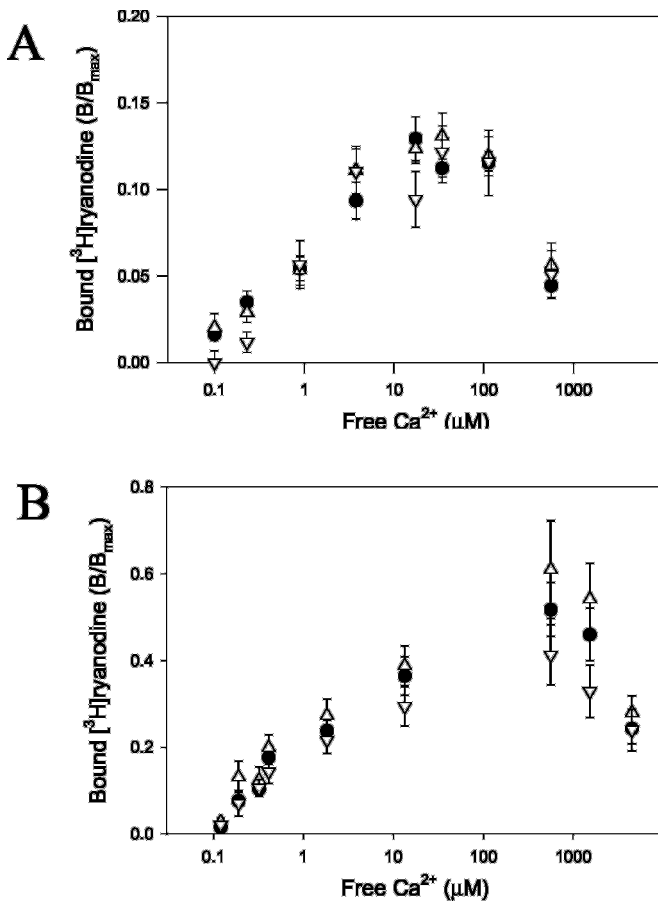 A
Bound [³H]ryanodine (B/Bmax)
0.20
0.15
0.10
0.05
0.00
0.1 1 10 100 1000
Free Ca²⁺ (μM)
B
Bound [³H]ryanodine (B/Bmax)
0.8
0.6
0.4
0.2
0.0
0.1 1 10 100 1000
Free Ca²⁺ (μM)